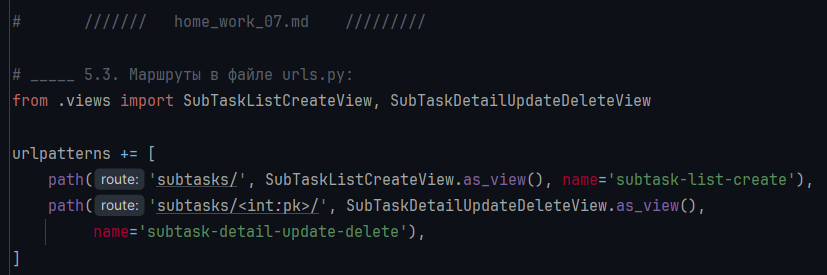 #       ///////   home_work_07.md    /////////
# _____ 5.3. Маршруты в файле urls.py:
from .views import SubTaskListCreateView, SubTaskDetailUpdateDeleteView
urlpatterns += [
    path( route: 'subtasks/', SubTaskListCreateView.as_view(), name='subtask-list-create'),
    path( route: 'subtasks/<int:pk>/', SubTaskDetailUpdateDeleteView.as_view(),
         name='subtask-detail-update-delete'),
]